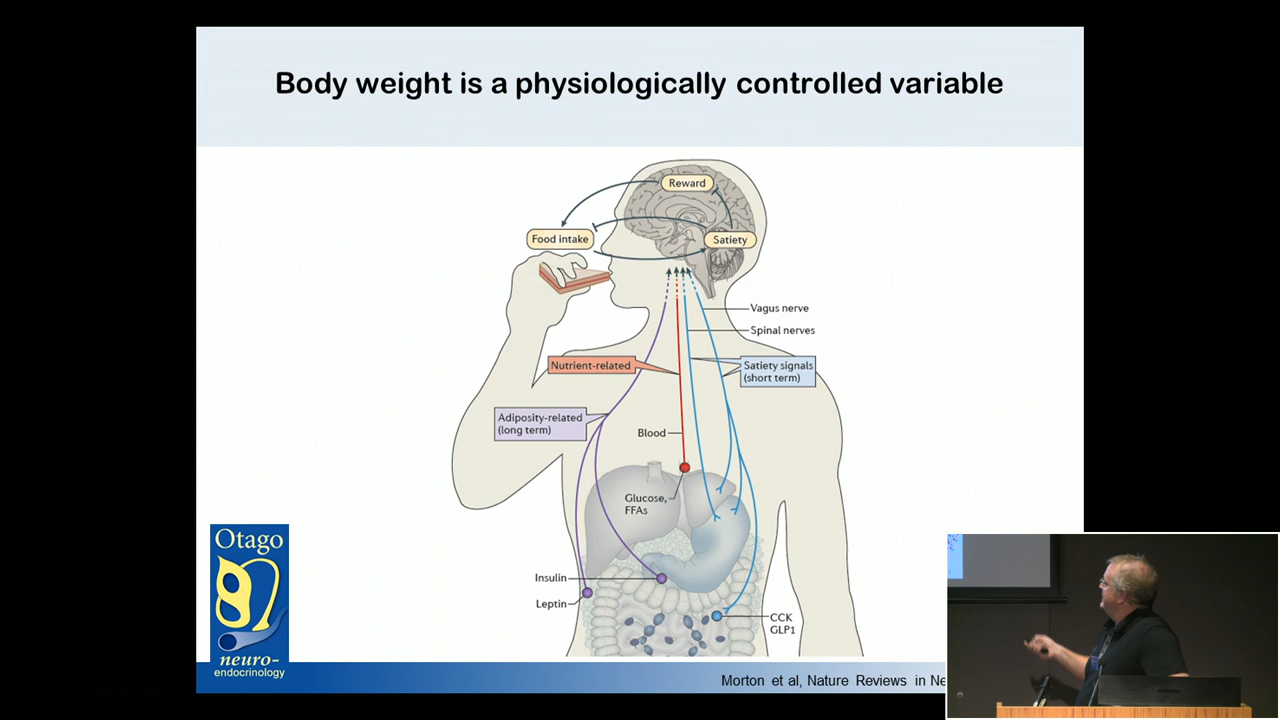 Body weight is a physiologically controlled variable
Reward
Food intake
Satiety
Vagus nerve
Spinal nerves
Nutrient-related
Satiety signals
(short term)
Adiposity-related
(long term)
Blood
Glucose,
FFAs
Insulin
Leptin
CCK
GLP1
Otago
neuro-
endocrinology
Morton et al, Nature Reviews in